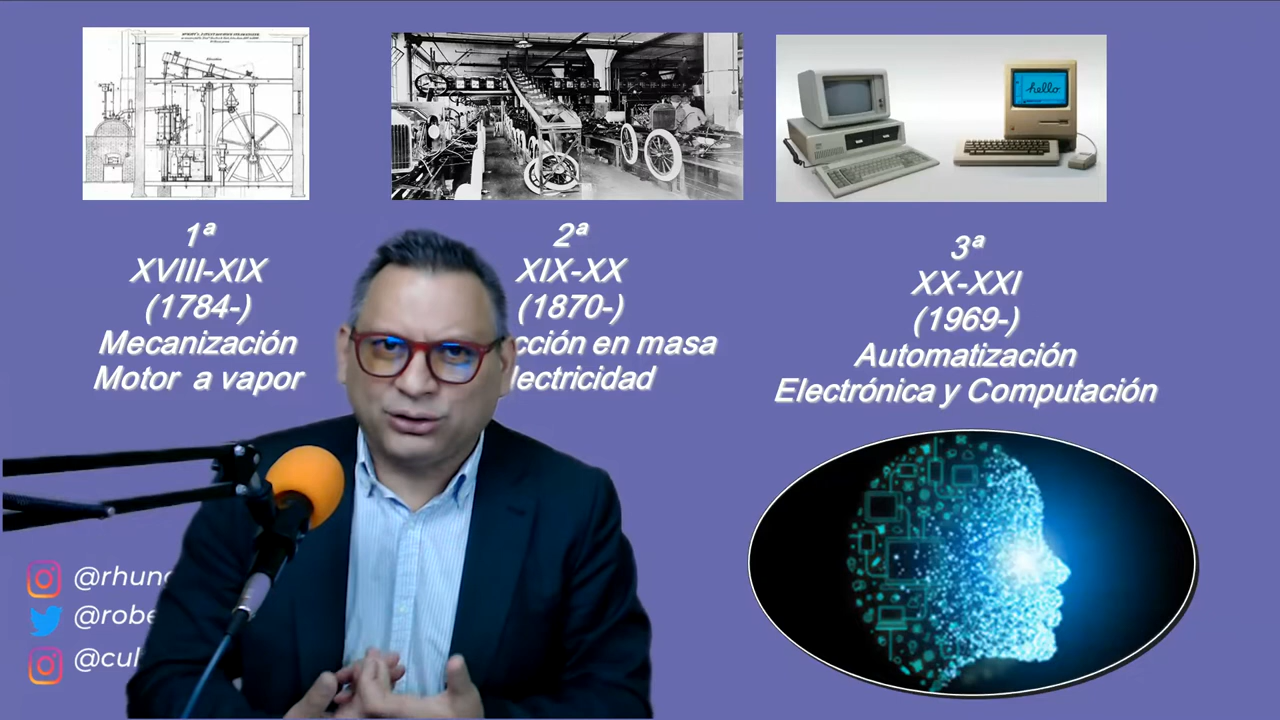 1ª
XVIII-XIX
(1784-)
Mecanización
Motor a vapor
2ª
XIX-XX
(1870-)
cción en masa
lectricidad
3ª
XX-XXI
(1969-)
Automatización
Electrónica y Computación
hello
@rhun
@robe
@cul